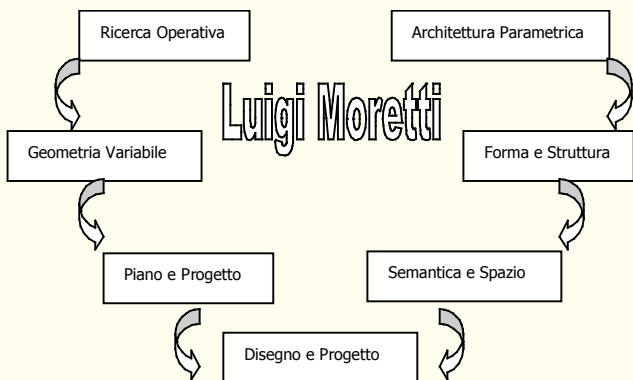 Ricerca Operativa
Architettura Parametrica
Luigi Moretti
Geometria Variabile
Forma e Struttura
Piano e Progetto
Semantica e Spazio
Disegno e Progetto